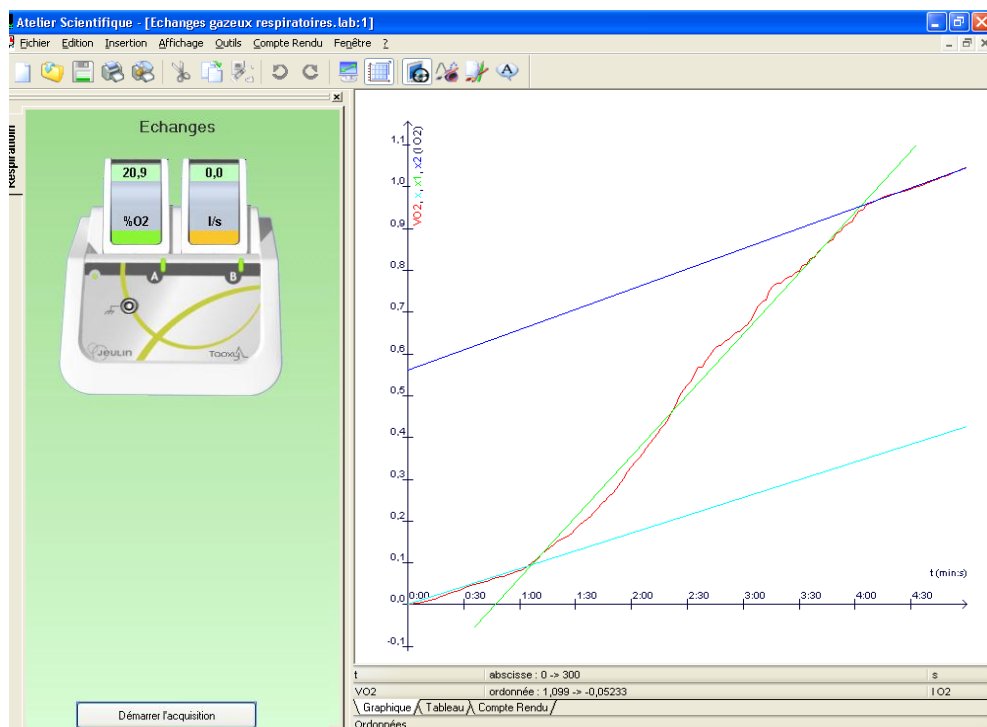 Atelier Scientifique - [Echanges gazeux respiratoires.lab:1]
Fichier Edition Insertion Affichage Outils Compte Rendu Fenêtre ?
Respiration
Echanges
20,9 0,0
%O2 l/s
A B
Jeulin
Démarrer l'acquisition
VO2, x, x1, x2 (l O2)
1,1
1,0
0,9
0,8
0,7
0,6
0,5
0,4
0,3
0,2
0,1
0,0
-0,1
0:00 0:30 1:00 1:30 2:00 2:30 3:00 3:30 4:00 4:30
t (min:s)
t abscisse : 0 -> 300 s
VO2 ordonnée : 1,099 -> -0,05233 l O2
Graphique Tableau Compte Rendu
Ordonnées